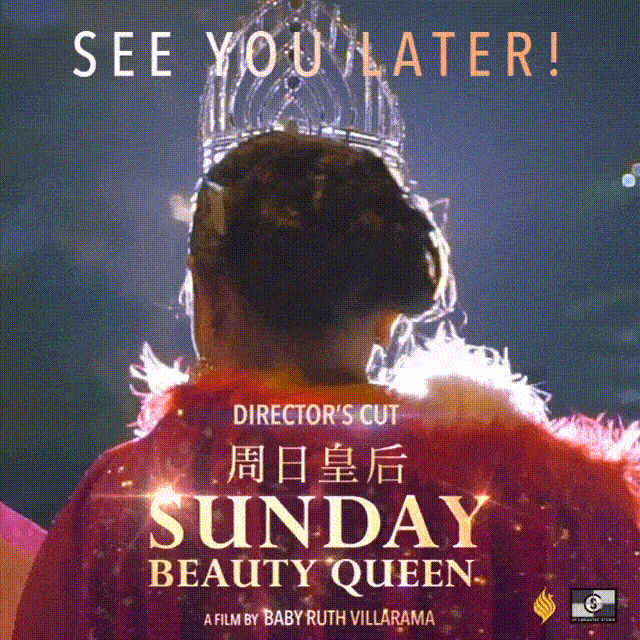 SEE YOU LATER!
DIRECTOR'S CUT
周日皇后
SUNDAY
BEAUTY QUEEN
A FILM BY BABY RUTH VILLARAMA